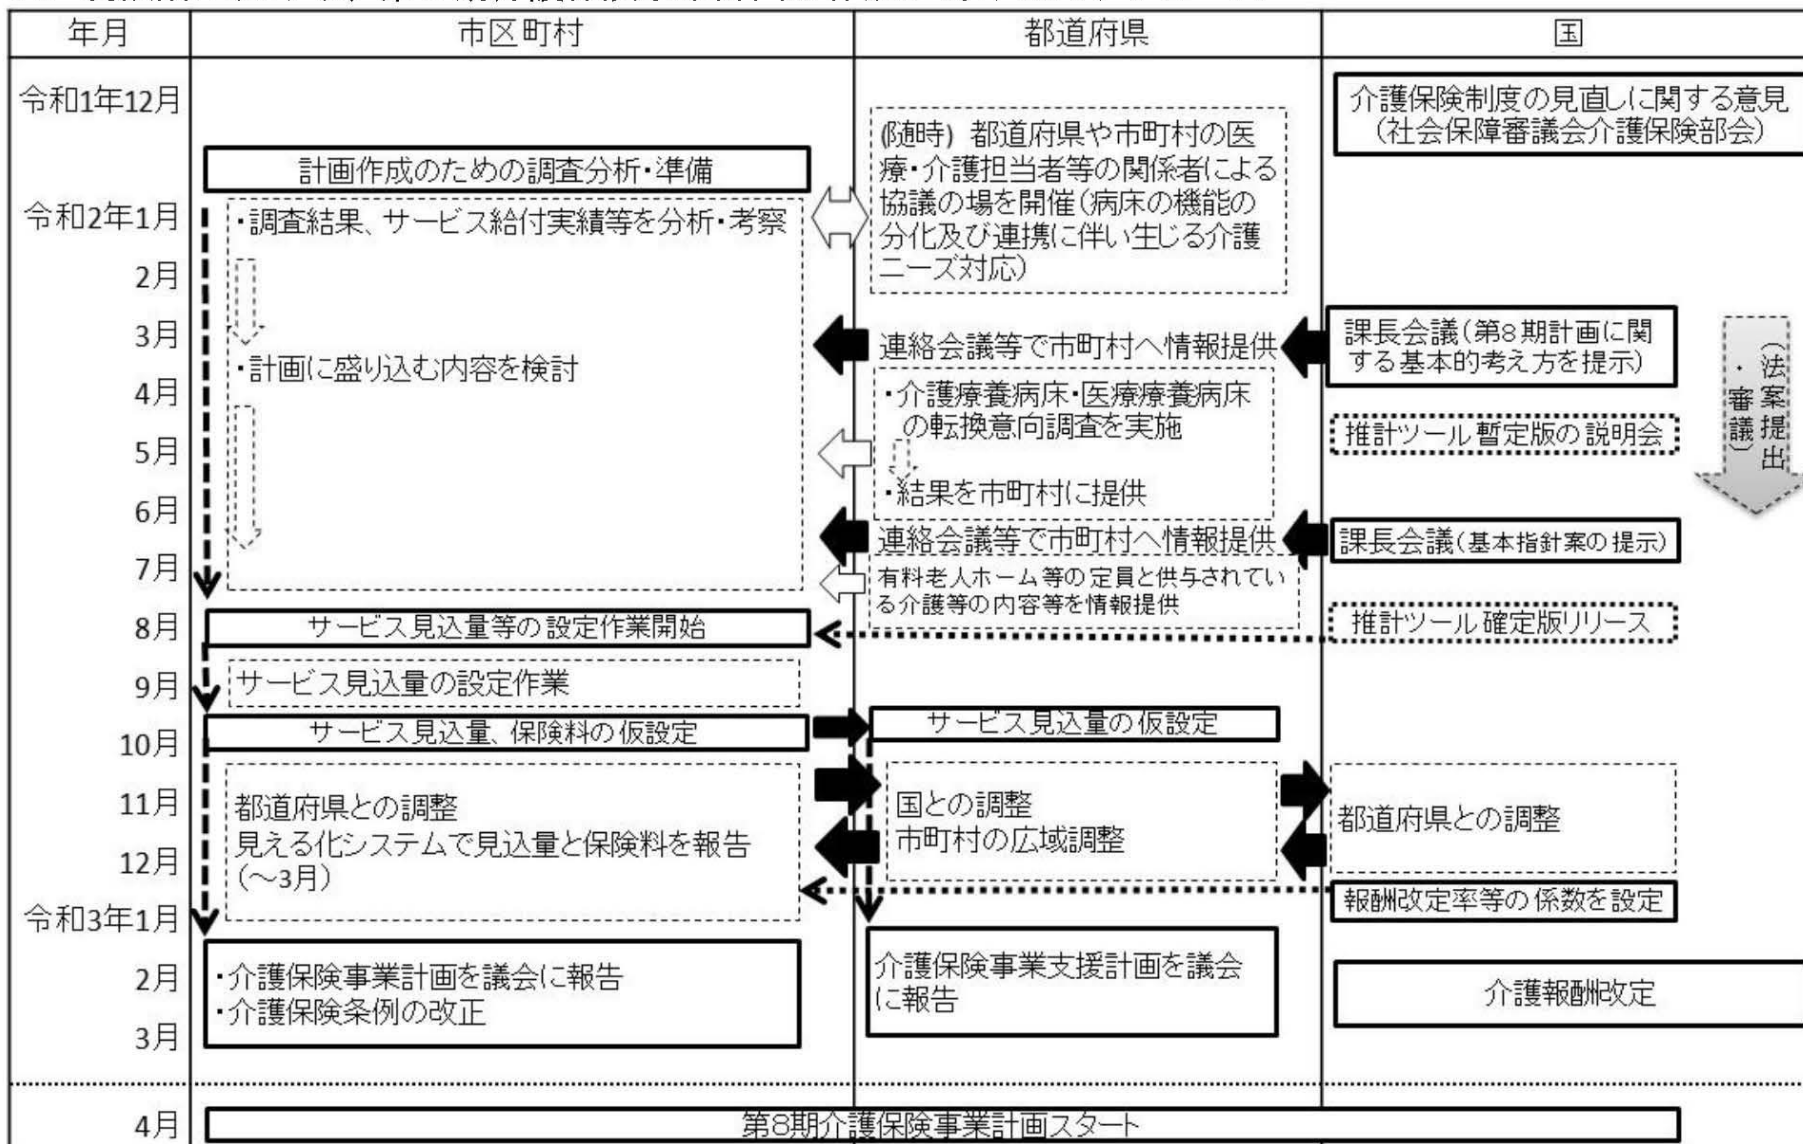 年月
市区町村
都道府県
国
令和1年12月
介護保険制度の見直しに関する意見
(社会保障審議会介護保険部会)
計画作成のための調査分析・準備
(随時) 都道府県や市町村の医
療・介護担当者等の関係者による
協議の場を開催(病床の機能の
分化及び連携に伴い生じる介護
ニーズ対応)
令和2年1月
・調査結果、サービス給付実績等を分析・考察
2月
3月
連絡会議等で市町村へ情報提供
課長会議(第8期計画に関
する基本的考え方を提示)
(法案提出
・審議)
・計画に盛り込む内容を検討
4月
・介護療養病床・医療療養病床
の転換意向調査を実施
5月
推計ツール暫定版の説明会
・結果を市町村に提供
6月
連絡会議等で市町村へ情報提供
課長会議(基本指針案の提示)
7月
有料老人ホーム等の定員と供与されてい
る介護等の内容等を情報提供
8月
サービス見込量等の設定作業開始
推計ツール確定版リリース
9月
サービス見込量の設定作業
10月
サービス見込量、保険料の仮設定
サービス見込量の仮設定
11月
都道府県との調整
見える化システムで見込量と保険料を報告
(～3月)
国との調整
市町村の広域調整
都道府県との調整
12月
報酬改定率等の係数を設定
令和3年1月
2月
・介護保険事業計画を議会に報告
・介護保険条例の改正
介護保険事業支援計画を議会
に報告
介護報酬改定
3月
4月
第8期介護保険事業計画スタート